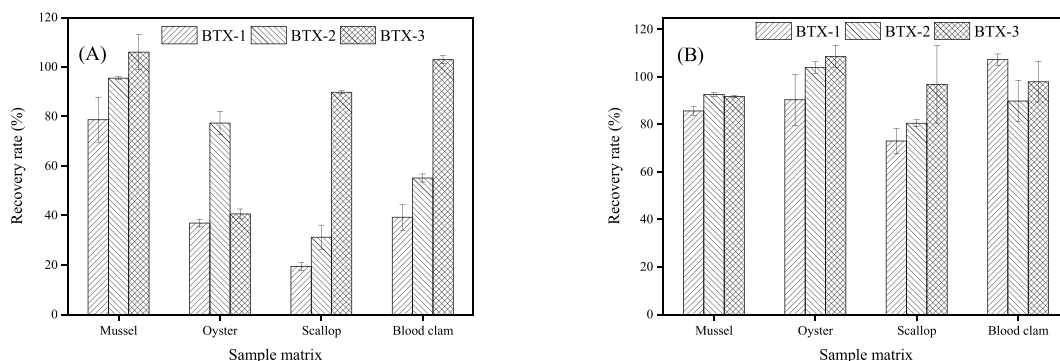 (A)
BTX-1 BTX-2 BTX-3
Recovery rate (%)
120
100
80
60
40
20
0
Mussel Oyster Scallop Blood clam
Sample matrix
(B)
BTX-1 BTX-2 BTX-3
Recovery rate (%)
120
100
80
60
40
20
0
Mussel Oyster Scallop Blood clam
Sample matrix